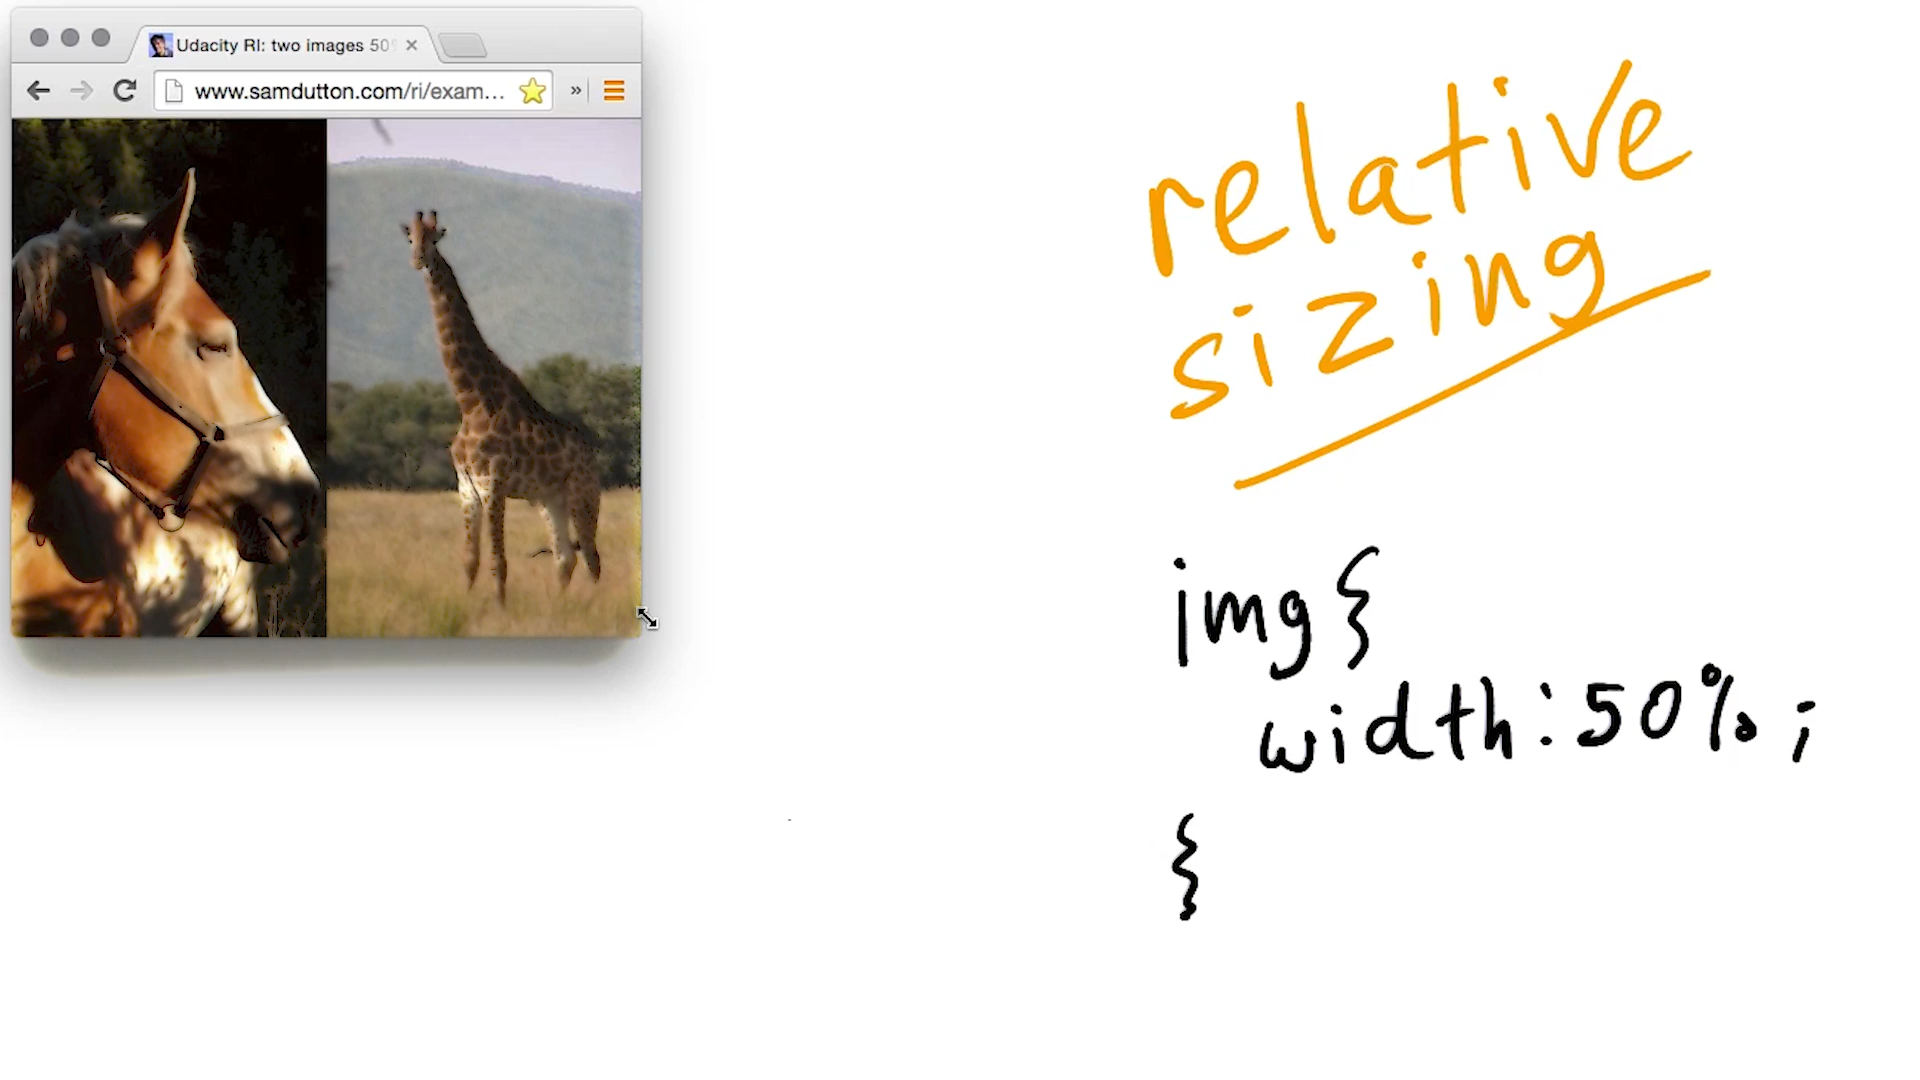 Udacity RI: two images 50
www.samdutton.com/ri/exam...
relative
sizing
img {
width: 50% ;
{